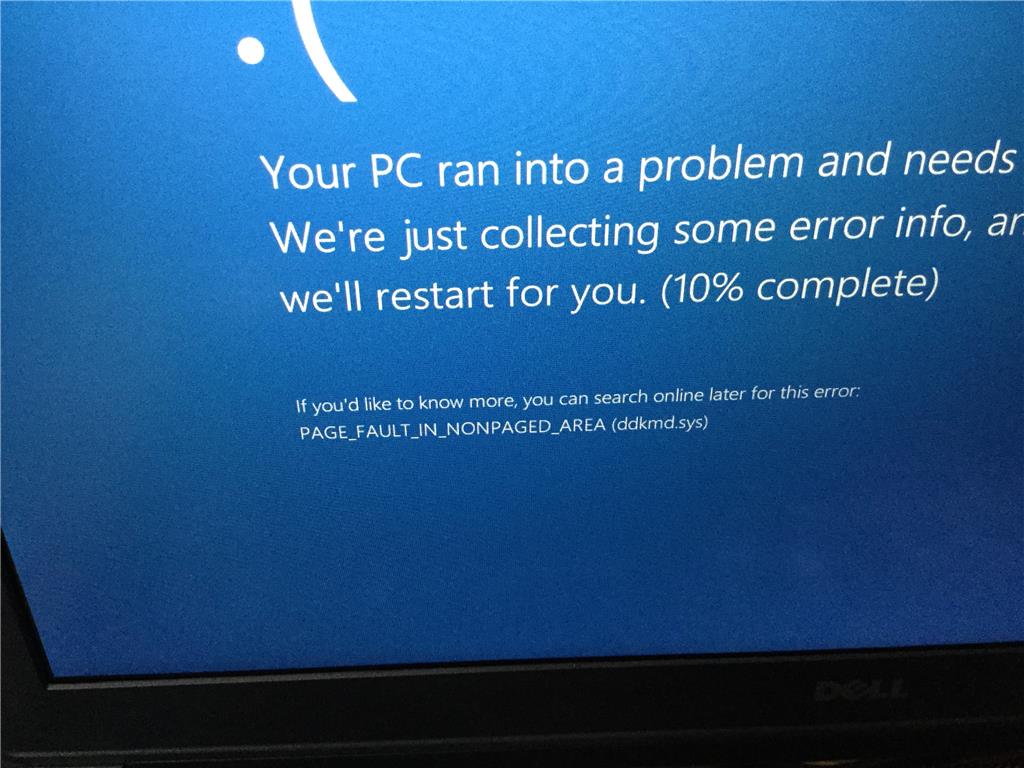 :(
Your PC ran into a problem and needs
We're just collecting some error info, an
we'll restart for you. (10% complete)
If you'd like to know more, you can search online later for this error:
PAGE_FAULT_IN_NONPAGED_AREA (ddkmd.sys)
DELL